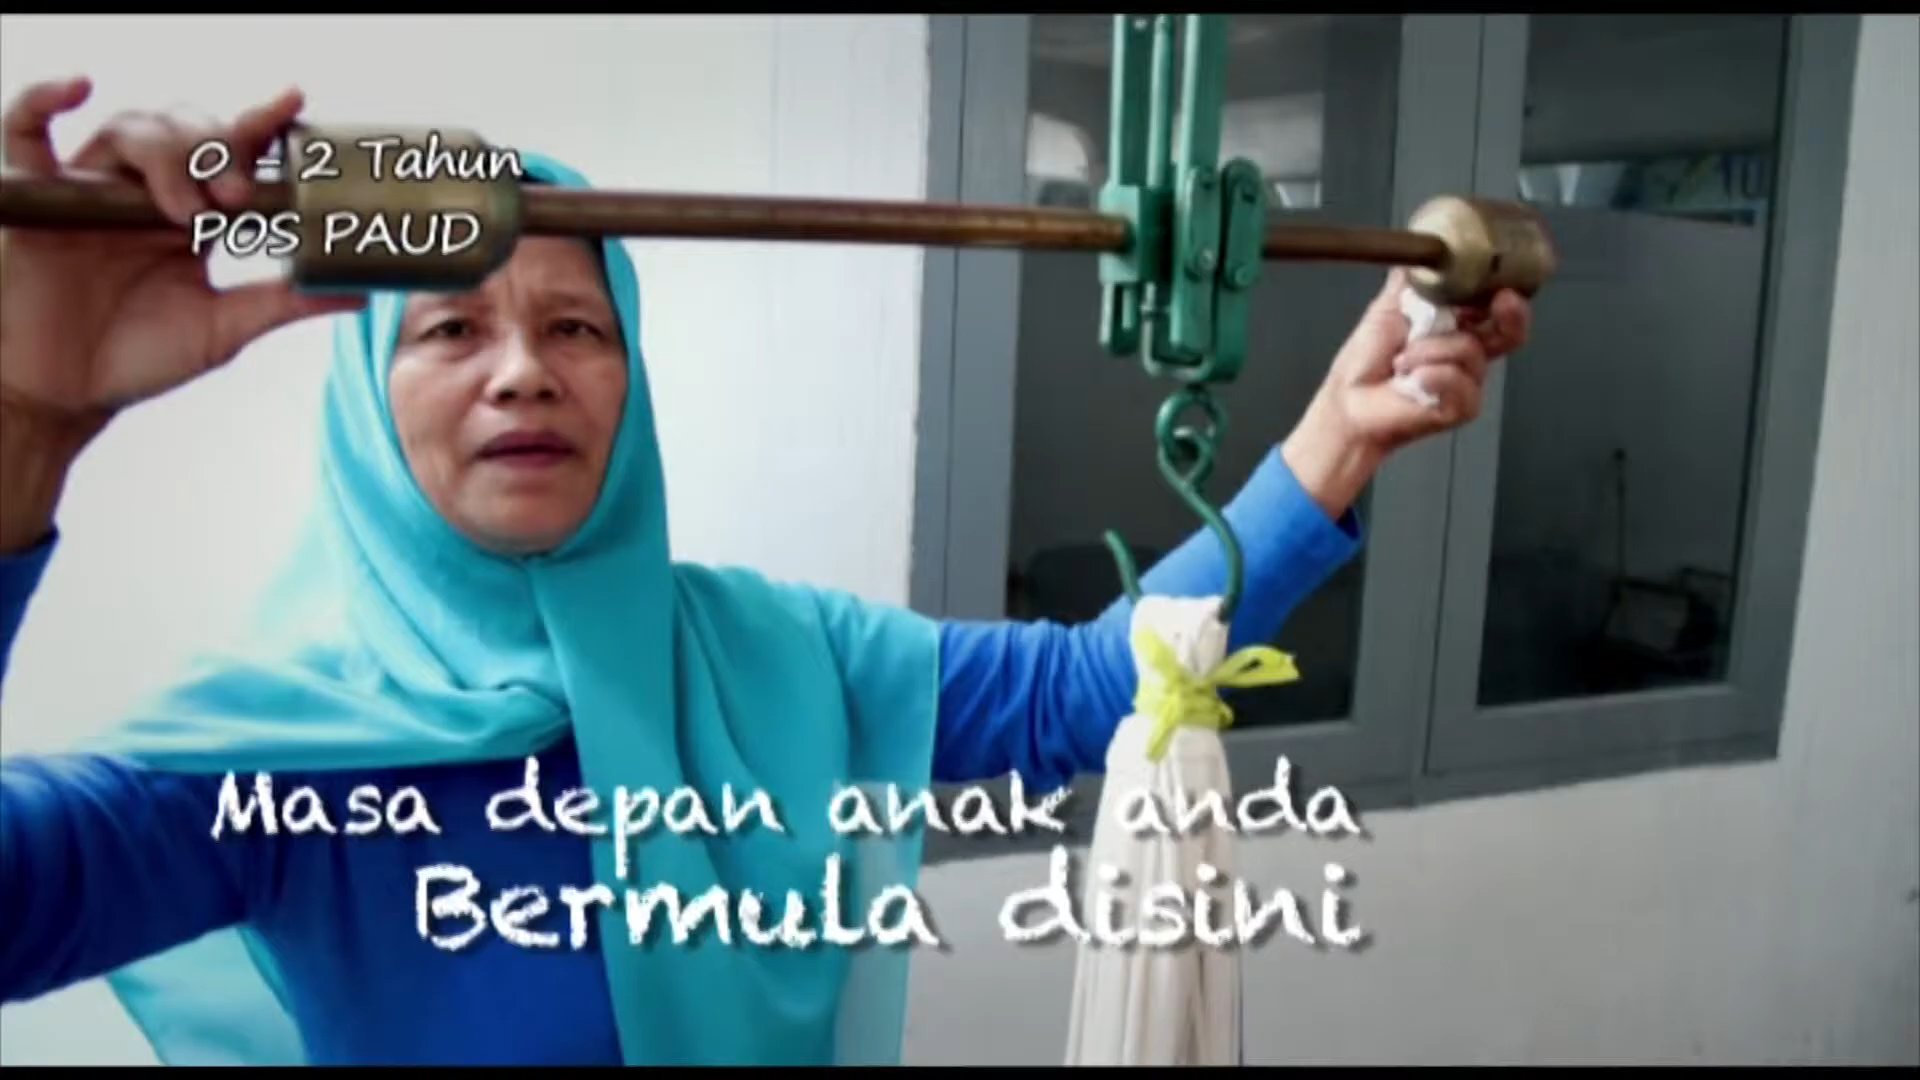 0 - 2 Tahun
POS PAUD
Masa depan anak anda
Bermula disini